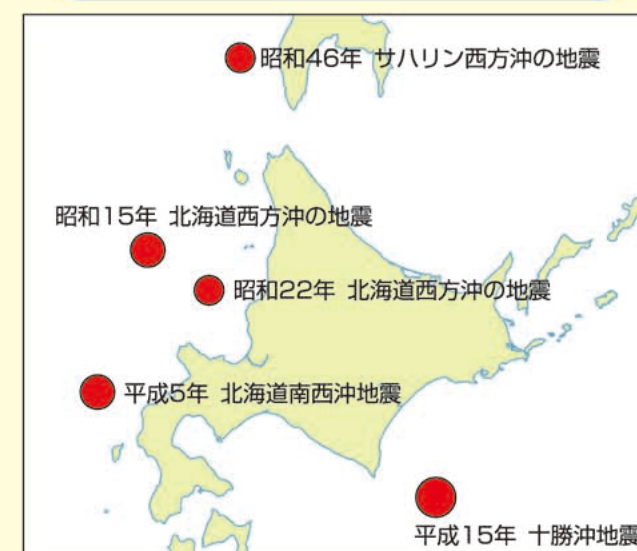 昭和46年 サハリン西方沖の地震
昭和15年 北海道西方沖の地震
昭和22年 北海道西方沖の地震
平成5年 北海道南西沖地震
平成15年 十勝沖地震